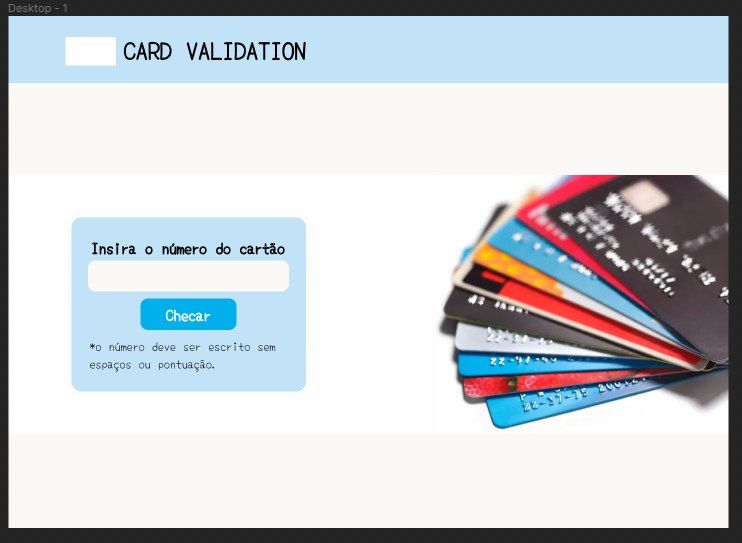 Desktop - 1
CARD VALIDATION
Insira o número do cartão
Checar
*o número deve ser escrito sem
espaços ou pontuação.